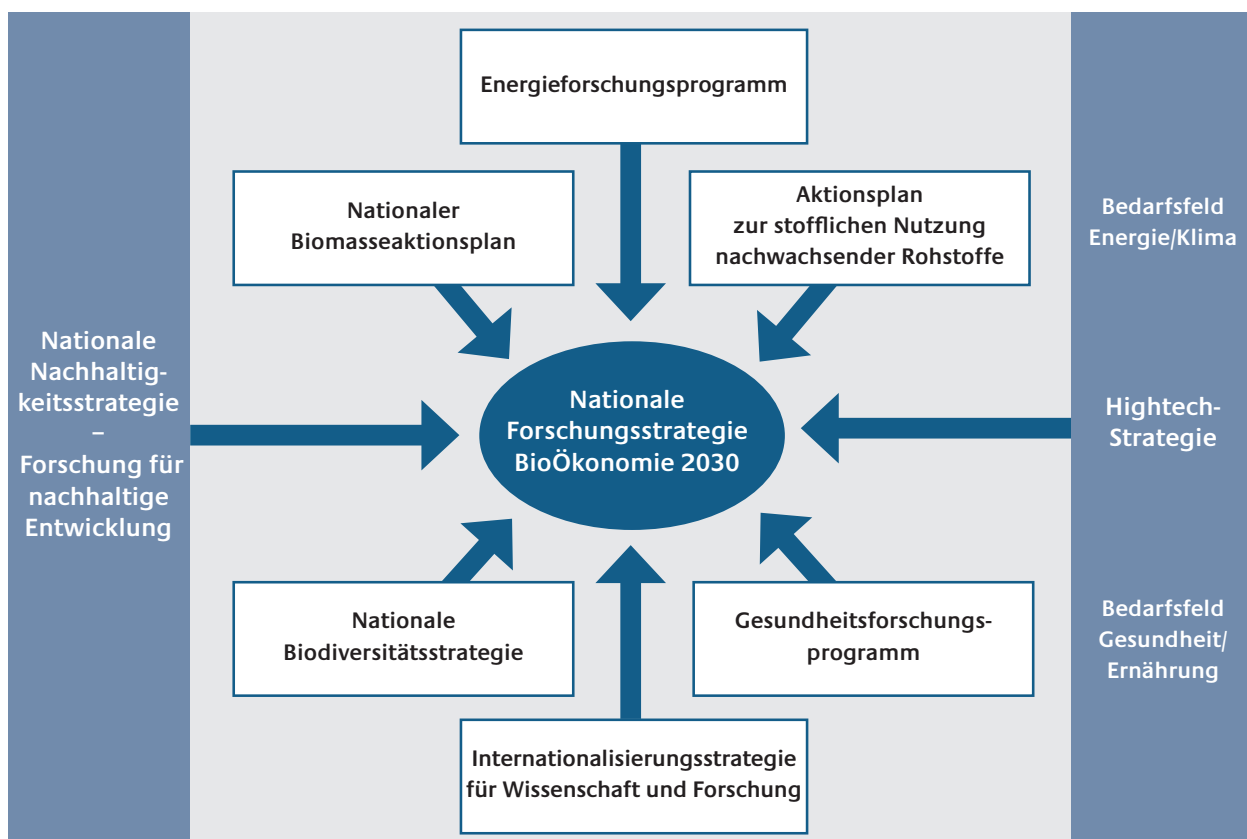 Energieforschungsprogramm
Nationaler
Biomasseaktionsplan
Aktionsplan
zur stofflichen Nutzung
nachwachsender Rohstoffe
Bedarfsfeld
Energie/Klima
Nationale
Nachhaltig-
keitsstrategie
–
Forschung für
nachhaltige
Entwicklung
Nationale
Forschungsstrategie
BioÖkonomie 2030
Hightech-
Strategie
Nationale
Biodiversitätsstrategie
Gesundheitsforschungs-
programm
Bedarfsfeld
Gesundheit/
Ernährung
Internationalisierungsstrategie
für Wissenschaft und Forschung